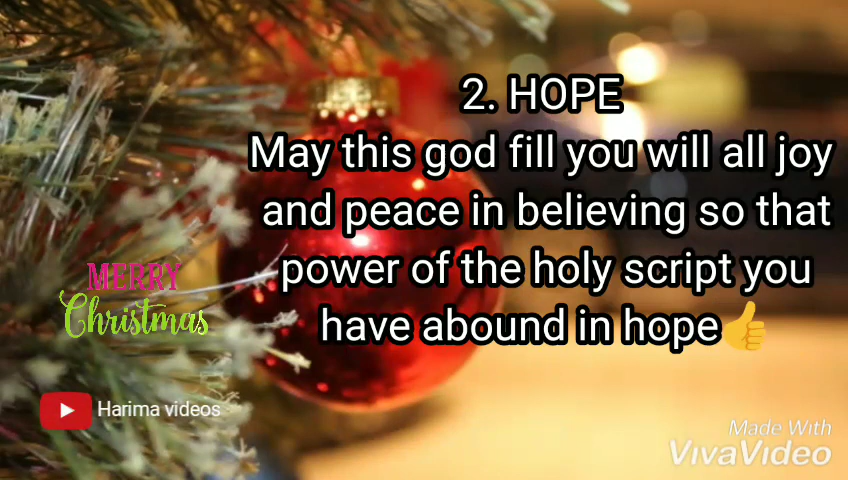 2. HOPE
May this god fill you will all joy
and peace in believing so that
power of the holy script you
have abound in hope👍
MERRY
Christmas
Harima videos
Made With
VivaVideo